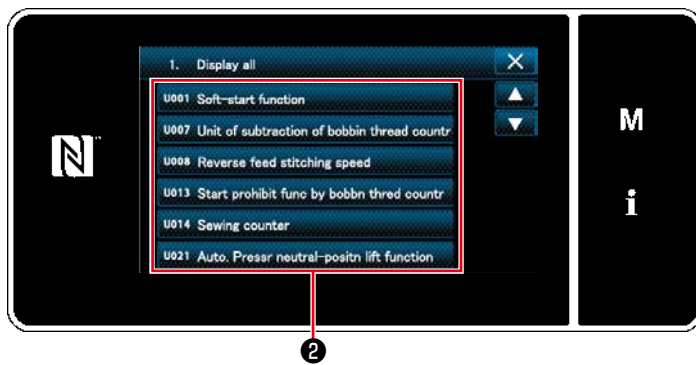 1. Display all
U001 Soft-start function
U007 Unit of subtraction of bobbin thread countr
U008 Reverse feed stitching speed
U013 Start prohibit func by bobbn thred countr
U014 Sewing counter
U021 Auto. Pressr neutral-positn lift function
M
i
❷